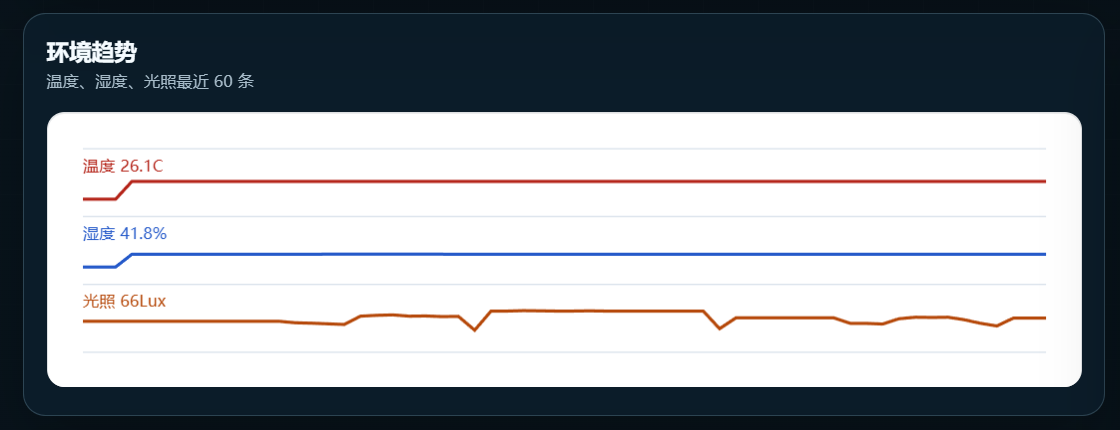 环境趋势
温度、湿度、光照最近 60 条
温度 26.1C
湿度 41.8%
光照 66Lux